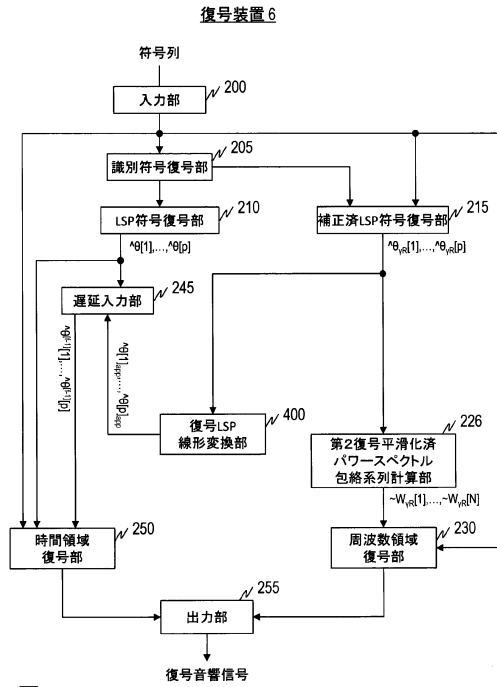 復号装置6
符号列
入力部
200
識別符号復号部
205
LSP符号復号部
210
補正済LSP符号復号部
215
^θ[1],...,^θ[p]
^θγR[1],...,^θγR[p]
遅延入力部
245
^θ[f-1][1],...,^θ[f-1][p]
^θ[1]app,...,^θ[p]app
復号LSP
線形変換部
400
第2復号平滑化済
パワースペクトル
包絡系列計算部
226
~WγR[1],...,~WγR[N]
時間領域
復号部
250
周波数領域
復号部
230
出力部
255
復号音響信号